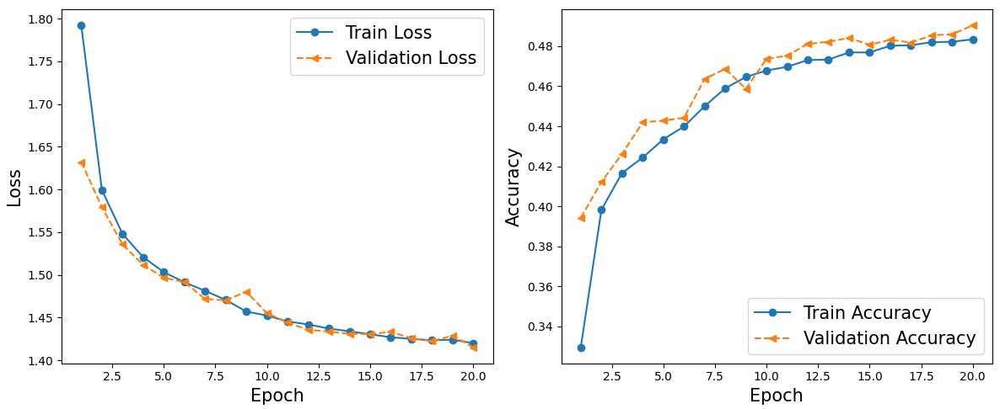 1.80
1.75
1.70
1.65
1.60
1.55
1.50
1.45
1.40
Loss
Train Loss
Validation Loss
2.5 5.0 7.5 10.0 12.5 15.0 17.5 20.0
Epoch
0.48
0.46
0.44
0.42
0.40
0.38
0.36
0.34
Accuracy
Train Accuracy
Validation Accuracy
2.5 5.0 7.5 10.0 12.5 15.0 17.5 20.0
Epoch